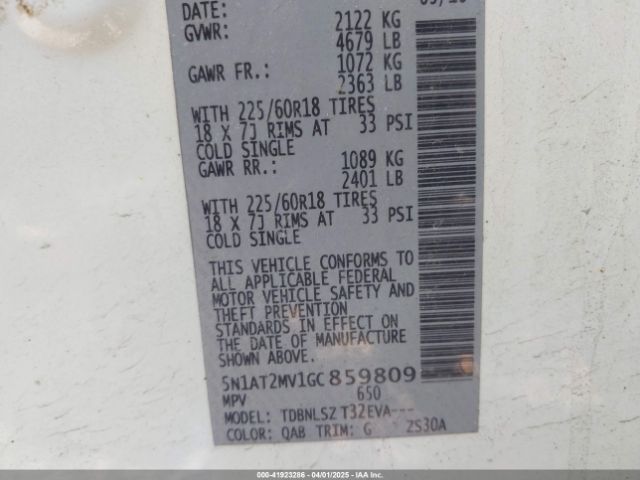 DATE:
GVWR: 2122 KG
4679 LB
GAWR FR.: 1072 KG
2363 LB
WITH 225/60R18 TIRES
18 X 7J RIMS AT 33 PSI
COLD SINGLE
GAWR RR.: 1089 KG
2401 LB
WITH 225/60R18 TIRES
18 X 7J RIMS AT 33 PSI
COLD SINGLE
THIS VEHICLE CONFORMS TO
ALL APPLICABLE FEDERAL
MOTOR VEHICLE SAFETY AND
THEFT PREVENTION
STANDARDS IN EFFECT ON
THE DATE OF MANUFACTURE
SHOWN ABOVE.
5N1AT2MV1GC859809
MPV 650
MODEL: TDBNLSZ T32EVA---
COLOR: QAB TRIM: G ZS30A
000-41923286 - 04/01/2025 - IAAI.com